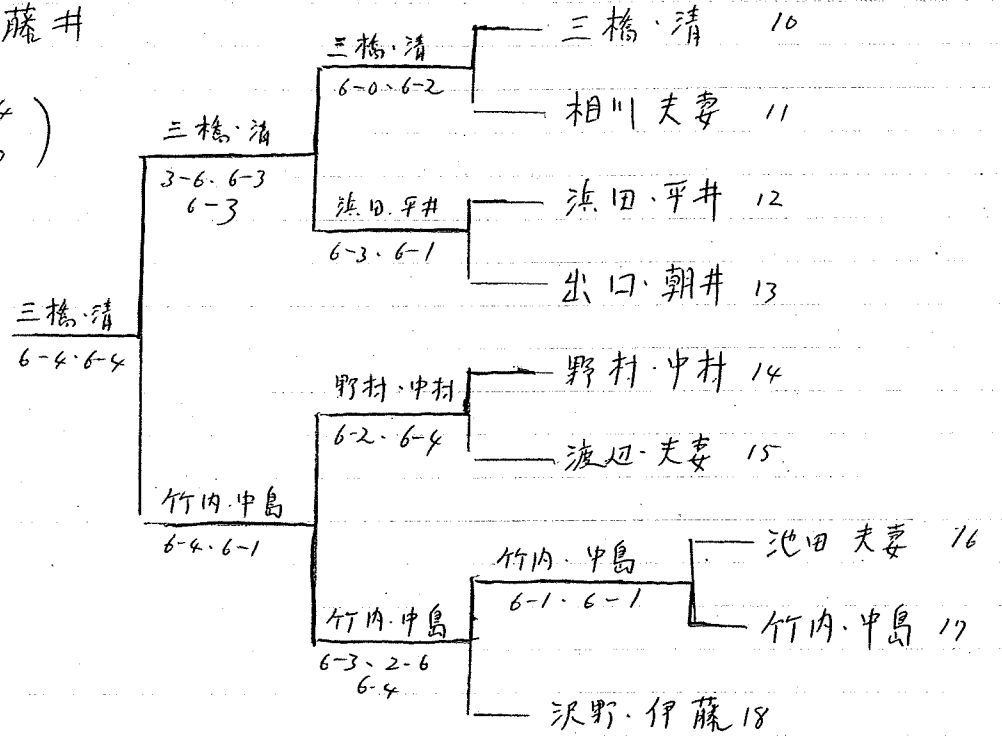 藤井
4
)
三橋・清 10
三橋・清
6-0、6-2
相川 夫妻 11
三橋・清
3-6、6-3
6-3
浜田・平井 12
浜田・平井
6-3、6-1
出口・朝井 13
三橋・清
6-4・6-4
野村・中村 14
野村・中村
6-2、6-4
渡辺・夫妻 15
竹内・中島
6-4、6-1
池田 夫妻 16
竹内・中島
6-1・6-1
竹内・中島 17
竹内・中島
6-3、2-6
6-4
沢野・伊藤 18